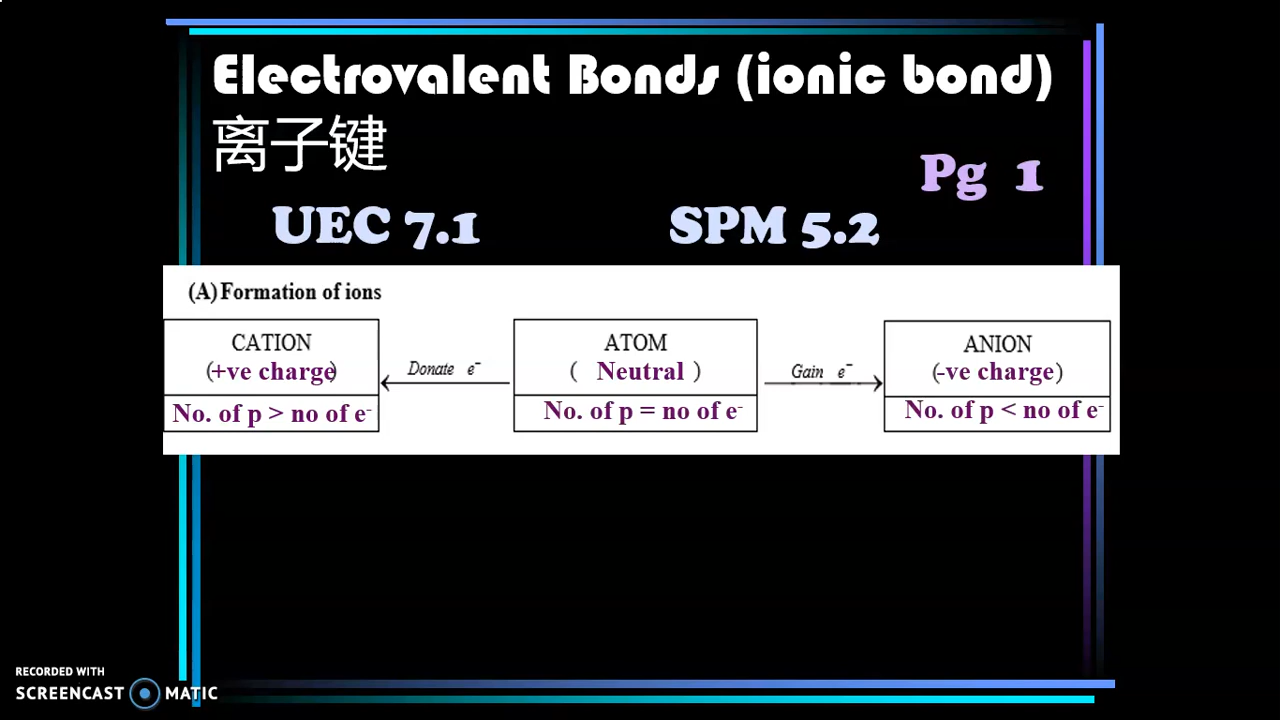 Electrovalent Bonds (ionic bond)
离子键
Pg 1
UEC 7.1 SPM 5.2
(A) Formation of ions
CATION ATOM ANION
(+ve charge) Donate e⁻ ( Neutral ) Gain e⁻ (-ve charge)
No. of p > no of e⁻ No. of p = no of e⁻ No. of p < no of e⁻
RECORDED WITH
SCREENCAST MATIC